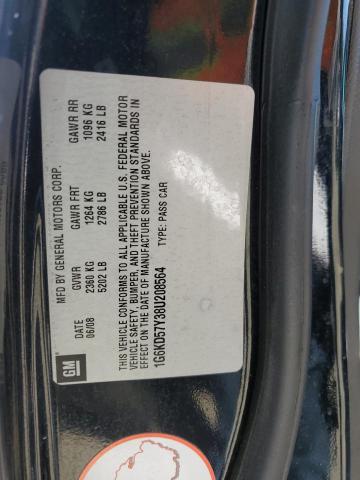 MFD BY GENERAL MOTORS CORP.
DATE GVWR GAWR FRT GAWR RR
06/08 2360 KG 1264 KG 1096 KG
5202 LB 2786 LB 2416 LB
GM
THIS VEHICLE CONFORMS TO ALL APPLICABLE U.S. FEDERAL MOTOR
VEHICLE SAFETY, BUMPER, AND THEFT PREVENTION STANDARDS IN
EFFECT ON THE DATE OF MANUFACTURE SHOWN ABOVE.
1G6KD57Y38U208564 TYPE: PASS CAR